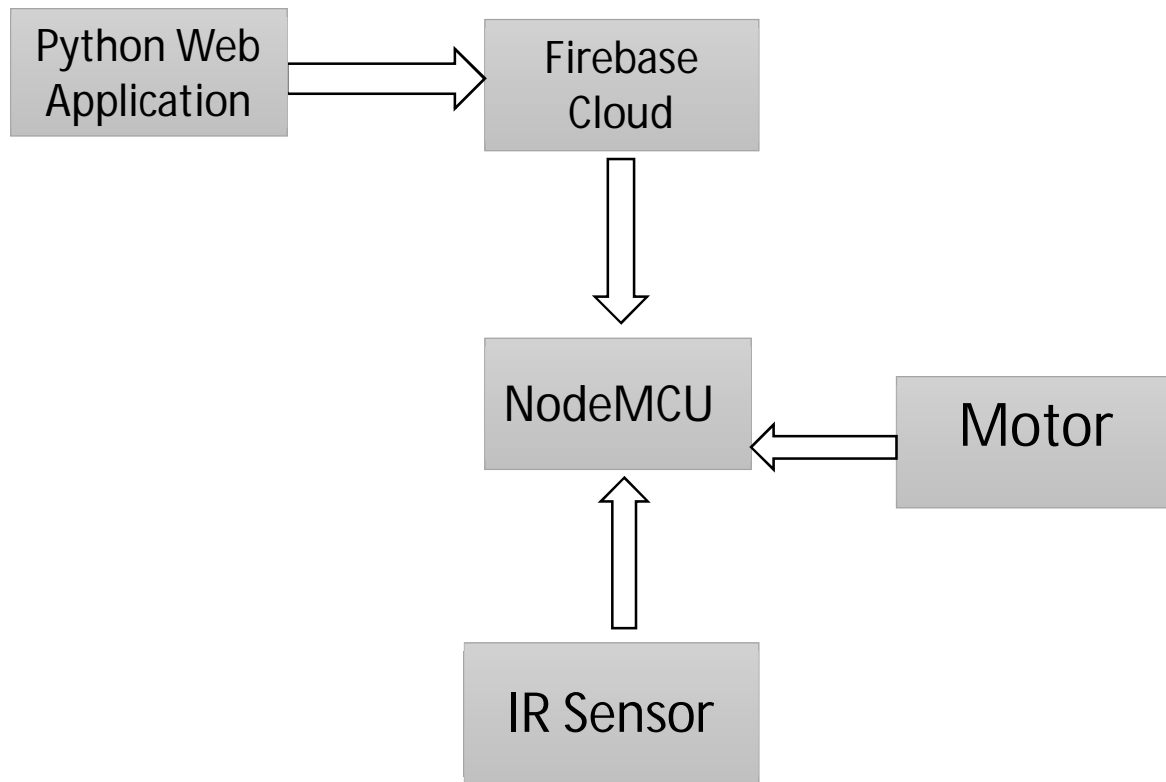 Python Web
Application
Firebase
Cloud
NodeMCU
Motor
IR Sensor